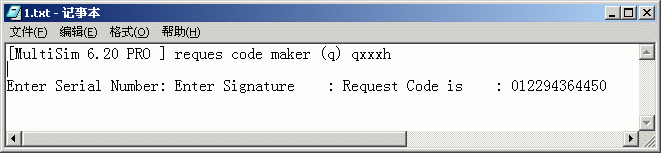 1.txt - 记事本
文件(F) 编辑(E) 格式(O) 帮助(H)
[MultiSim 6.20 PRO ] reques code maker (q) qxxxh
Enter Serial Number: Enter Signature    : Request Code is    : 012294364450